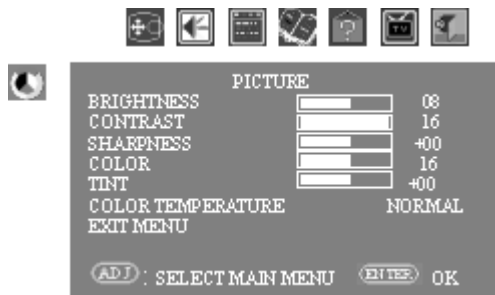 TV
PICTURE
BRIGHTNESS 08
CONTRAST 16
SHARPNESS +00
COLOR 16
TINT +00
COLOR TEMPERATURE NORMAL
EXIT MENU
ADJ : SELECT MAIN MENU ENTER OK